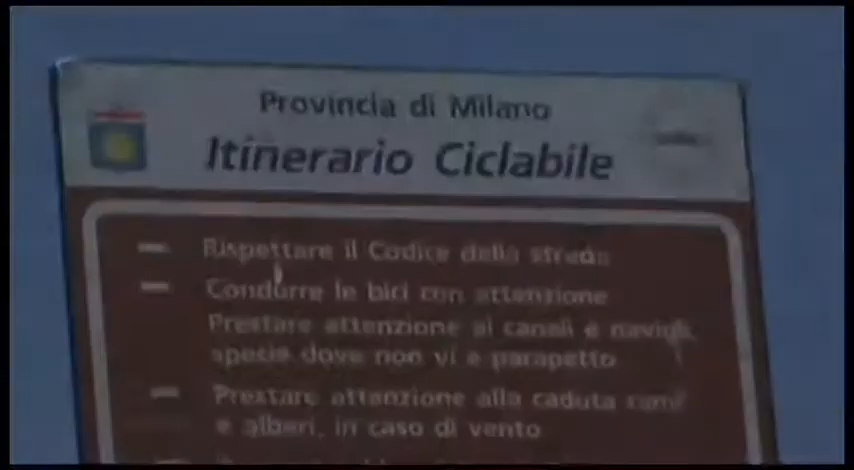 Provincia di Milano
Itinerario Ciclabile
Rispettare il Codice della strada
Condurre le bici con attenzione
Prestare attenzione ai canali e navigli,
specie dove non vi è parapetto
Prestare attenzione alla caduta rami
e alberi, in caso di vento